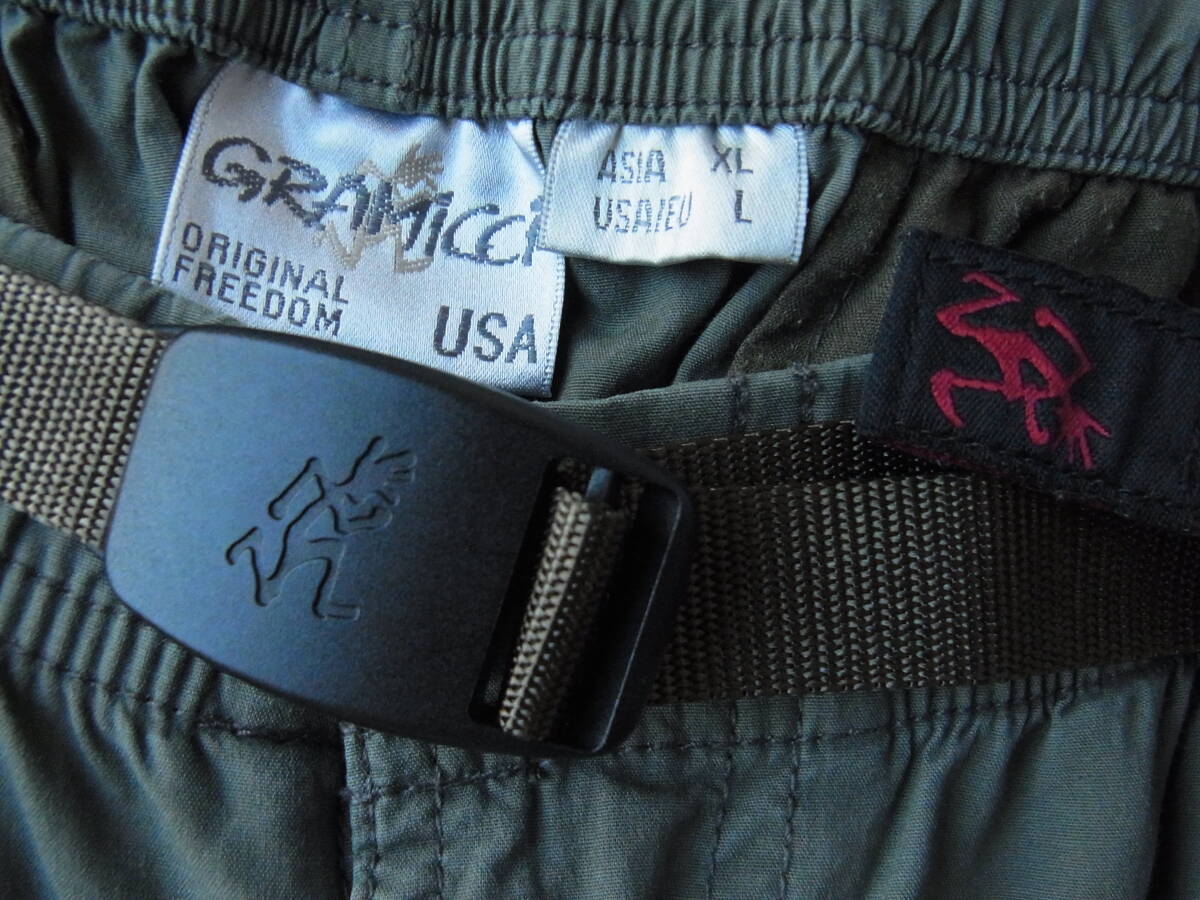 GRAMiCCi
ORIGINAL
FREEDOM
USA
ASIA XL
USA/EU L